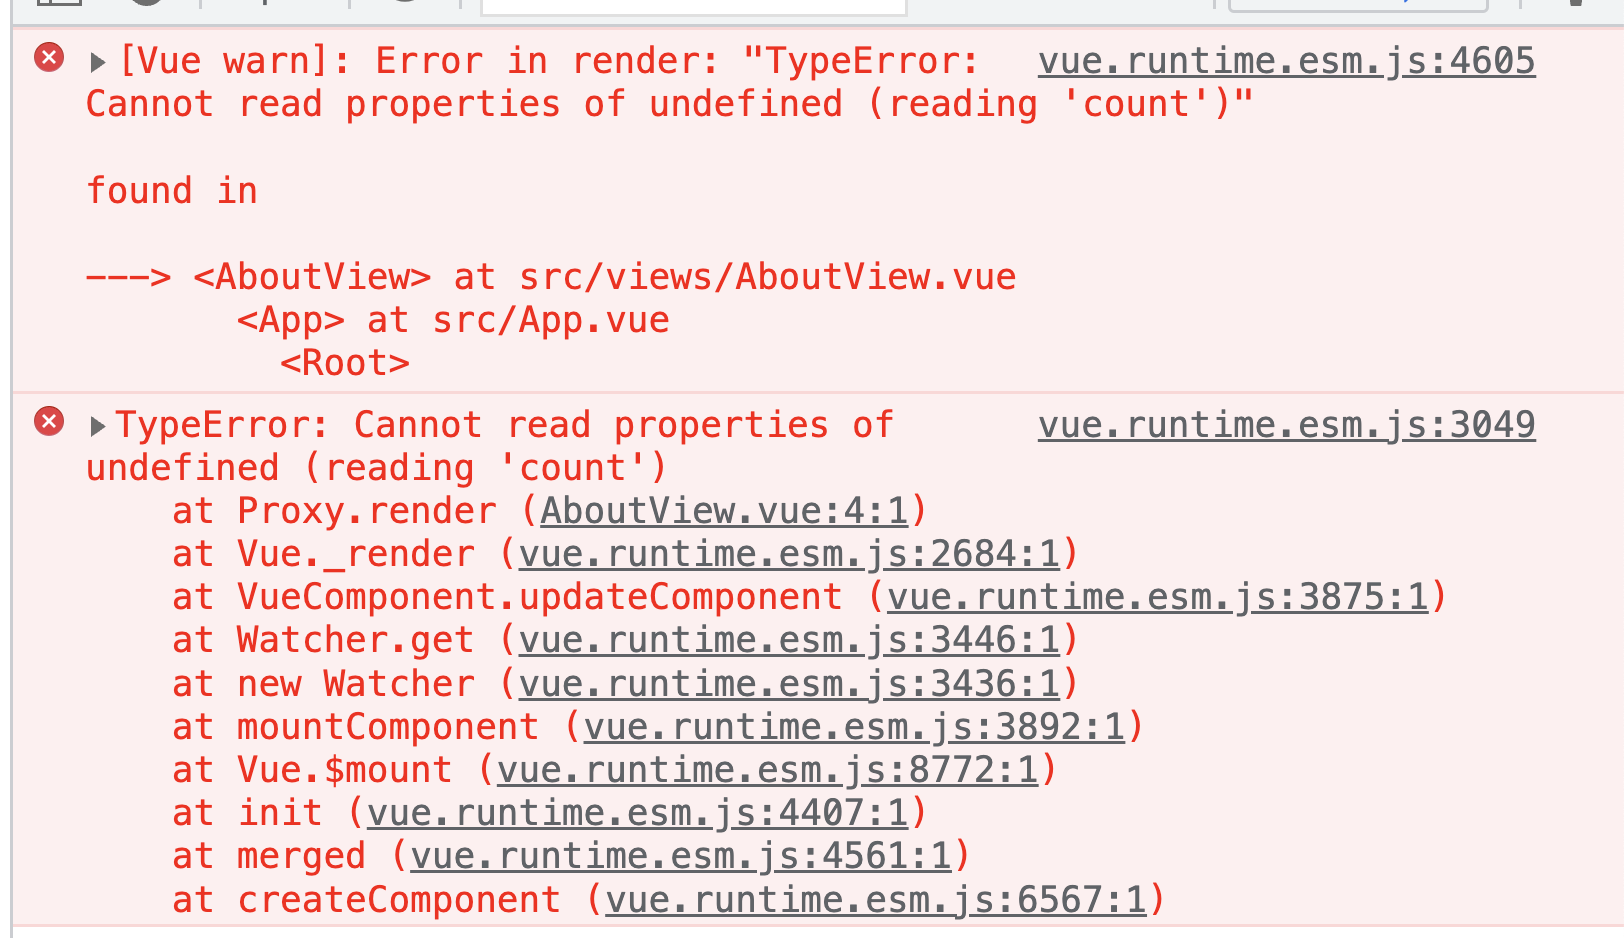 [Vue warn]: Error in render: "TypeError: vue.runtime.esm.js:4605
Cannot read properties of undefined (reading 'count')"
found in
---> <AboutView> at src/views/AboutView.vue
<App> at src/App.vue
<Root>
TypeError: Cannot read properties of vue.runtime.esm.js:3049
undefined (reading 'count')
at Proxy.render (AboutView.vue:4:1)
at Vue._render (vue.runtime.esm.js:2684:1)
at VueComponent.updateComponent (vue.runtime.esm.js:3875:1)
at Watcher.get (vue.runtime.esm.js:3446:1)
at new Watcher (vue.runtime.esm.js:3436:1)
at mountComponent (vue.runtime.esm.js:3892:1)
at Vue.$mount (vue.runtime.esm.js:8772:1)
at init (vue.runtime.esm.js:4407:1)
at merged (vue.runtime.esm.js:4561:1)
at createComponent (vue.runtime.esm.js:6567:1)